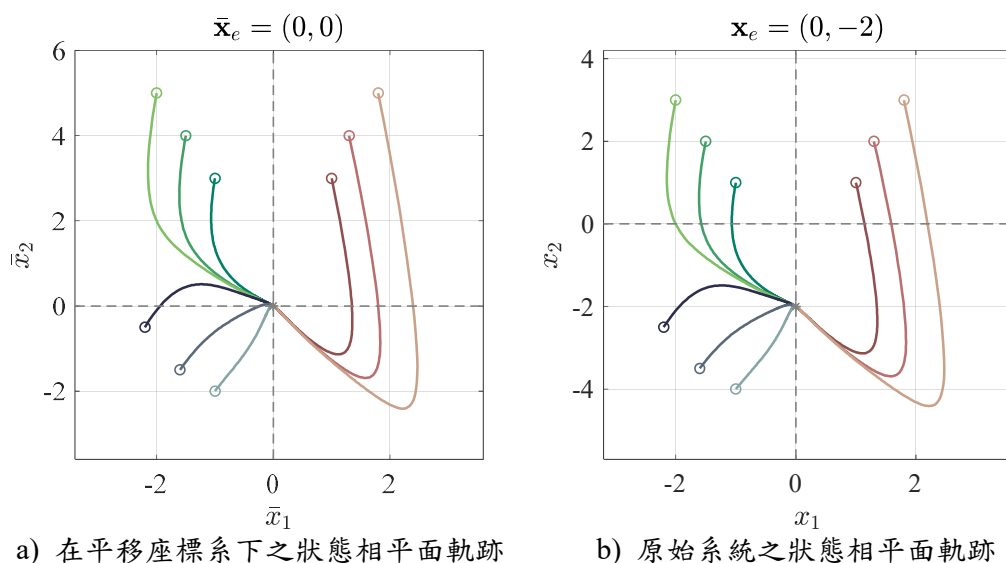 x̄ₑ = (0, 0)
6
4
2
0
-2
x̄₂
-2
0
2
x̄₁
a) 在平移座標系下之狀態相平面軌跡
xₑ = (0, −2)
4
2
0
-2
-4
x₂
-2
0
2
x₁
b) 原始系統之狀態相平面軌跡